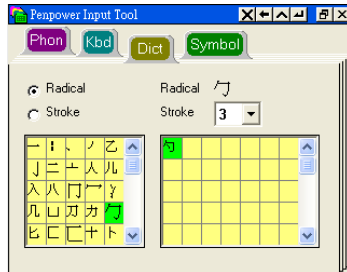 Penpower Input Tool
Phon Kbd Dict Symbol
Radical Radical 勹
Stroke Stroke 3
一 丨 丶 丿 乙 勺
亅 二 亠 人 儿
入 八 冂 冖 冫
几 凵 刀 力 勹
匕 匚 匸 十 卜